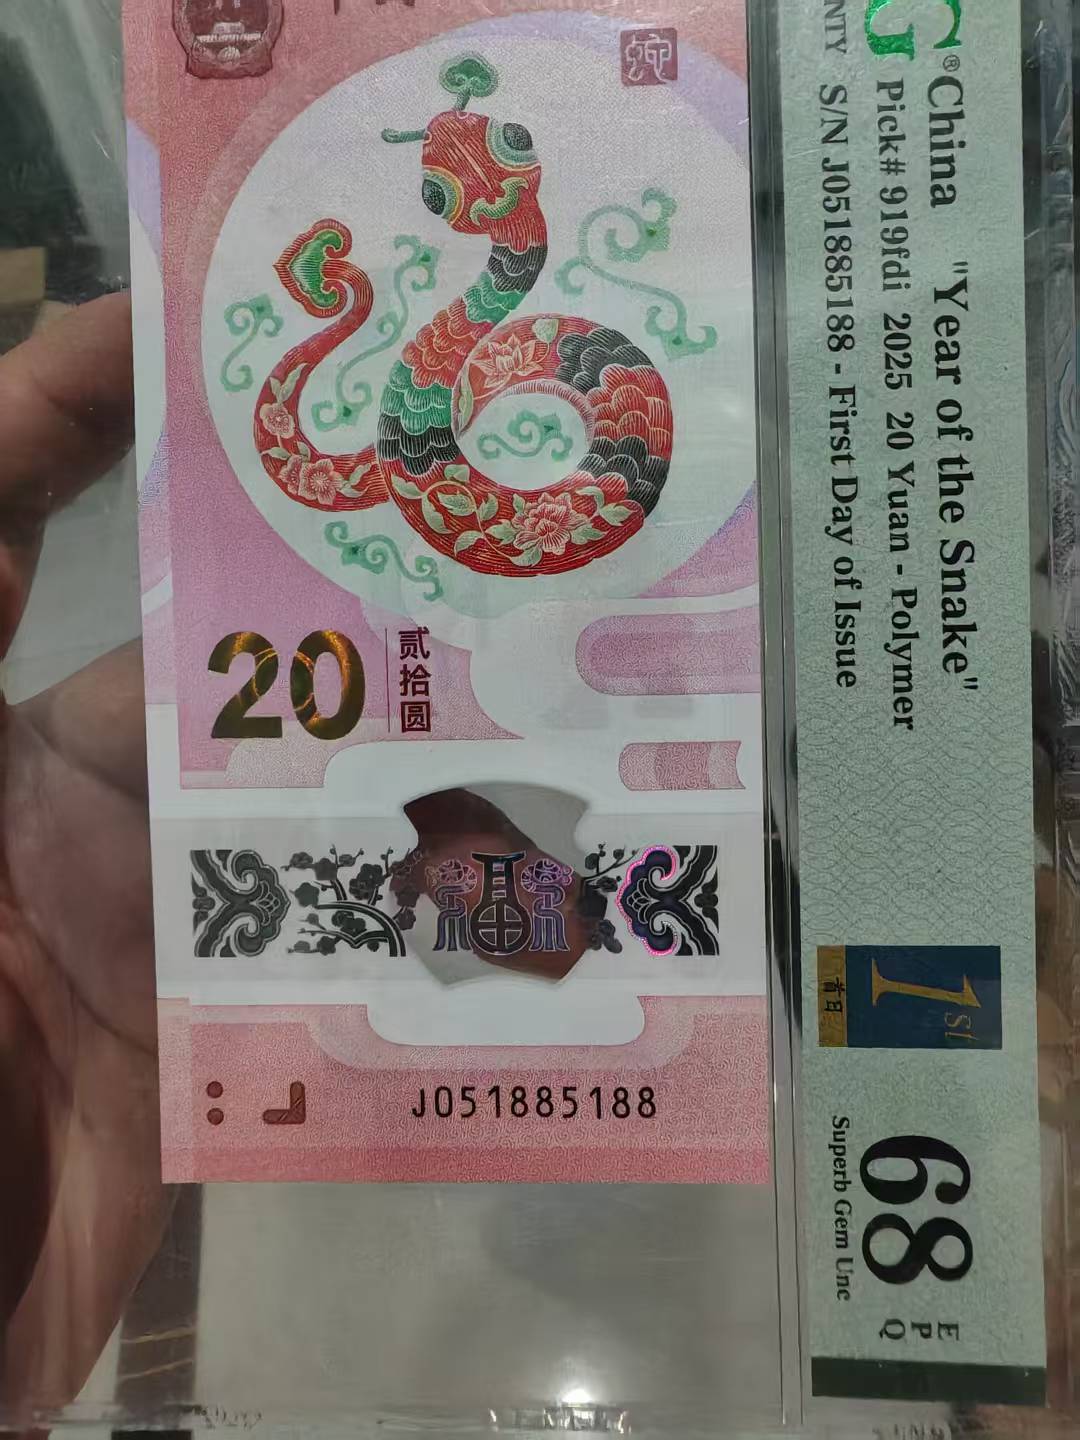 20
贰拾圆
J051885188
China "Year of the Snake"
Pick# 919fdi 2025 20 Yuan - Polymer
S/N J051885188 - First Day of Issue
1st
首日
68
EPQ
Superb Gem Unc